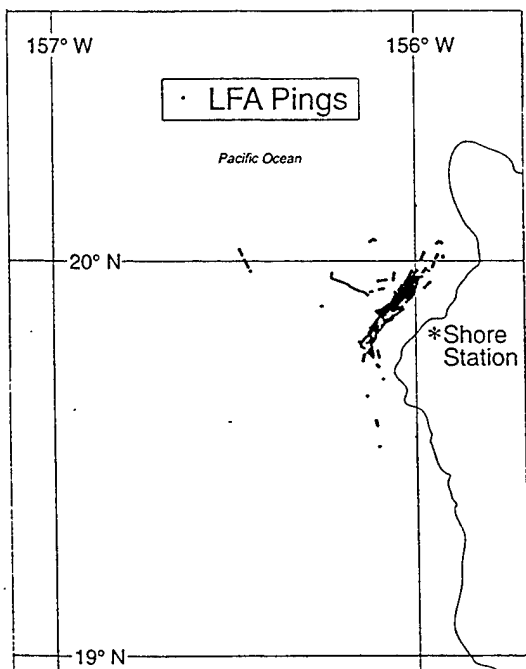 157° W
156° W
· LFA Pings
Pacific Ocean
20° N
*Shore
Station
19° N